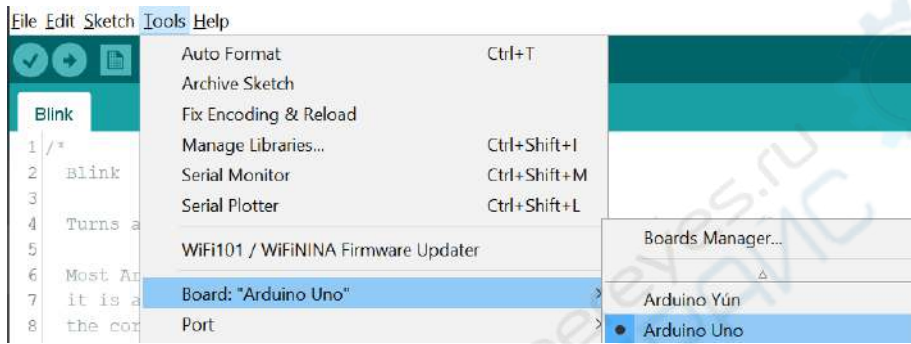 File Edit Sketch Tools Help
Auto Format Ctrl+T
Archive Sketch
Blink
Fix Encoding & Reload
1 /*
Manage Libraries... Ctrl+Shift+I
2 Blink
Serial Monitor Ctrl+Shift+M
3
Serial Plotter Ctrl+Shift+L
4 Turns a
5
WiFi101 / WiFiNINA Firmware Updater
Boards Manager...
6 Most Ar
7 it is a
Board: "Arduino Uno"
Arduino Yún
8 the cor
Port
Arduino Uno